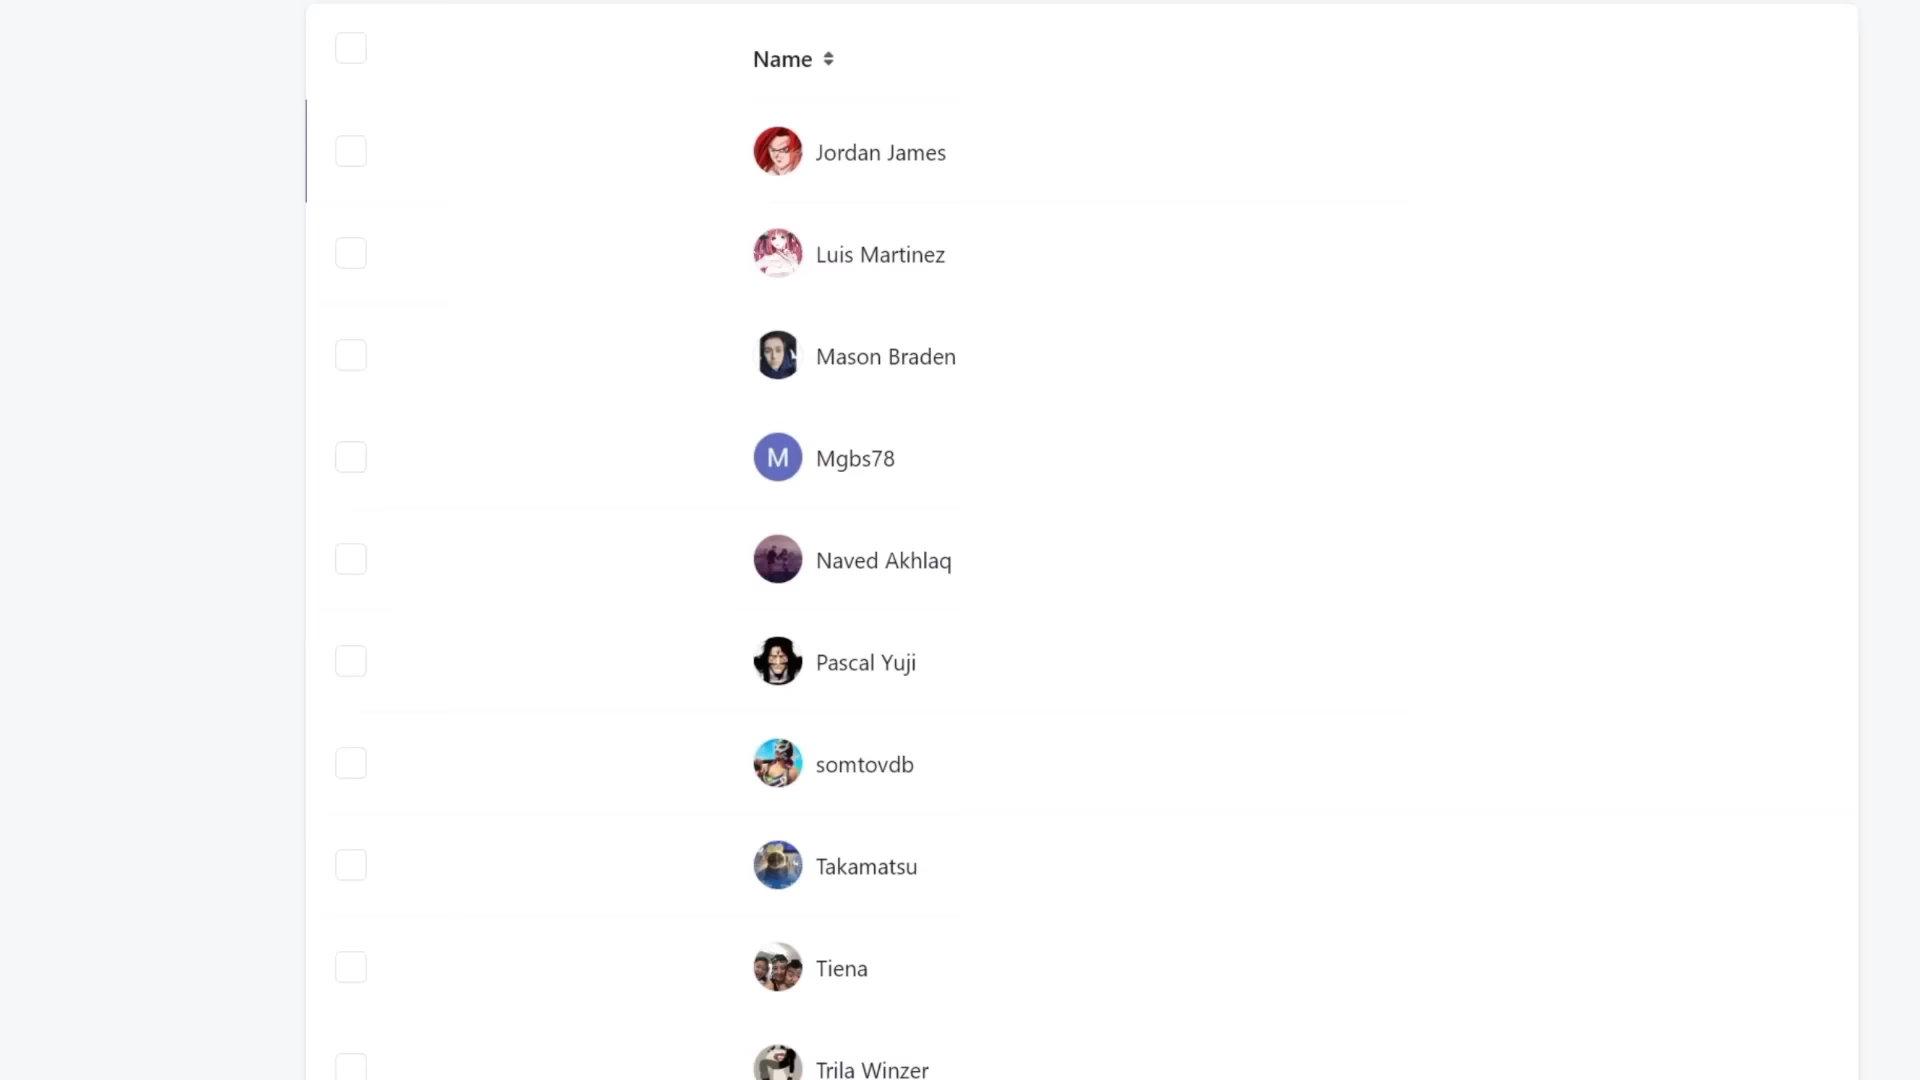 Name
Jordan James
Luis Martinez
Mason Braden
M Mgbs78
Naved Akhlaq
Pascal Yuji
somtovdb
Takamatsu
Tiena
Trila Winzer